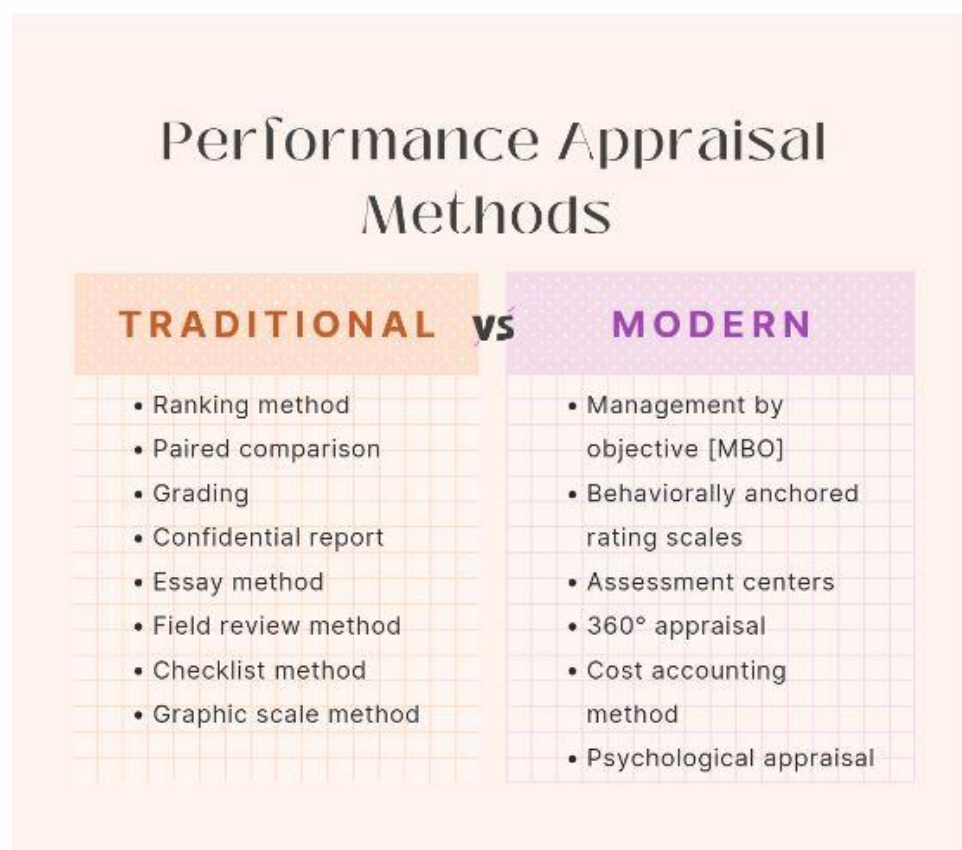 Performance Appraisal
Methods
TRADITIONAL
vs
MODERN
• Ranking method
• Paired comparison
• Grading
• Confidential report
• Essay method
• Field review method
• Checklist method
• Graphic scale method
• Management by
objective [MBO]
• Behaviorally anchored
rating scales
• Assessment centers
• 360° appraisal
• Cost accounting
method
• Psychological appraisal